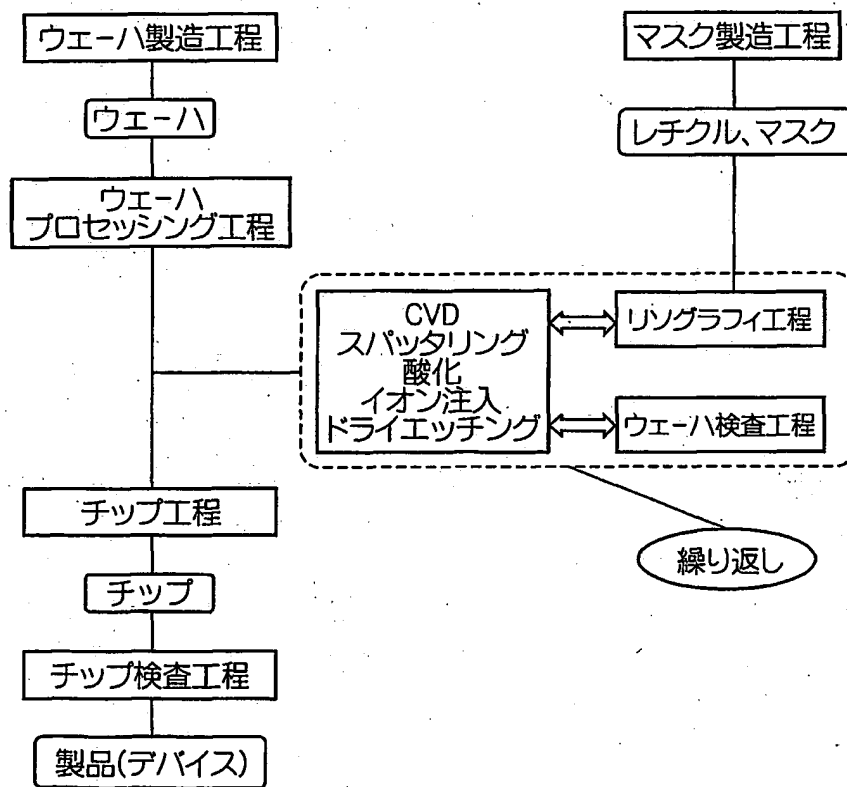 ウェーハ製造工程
ウェーハ
ウェーハ
プロセッシング工程
マスク製造工程
レチクル、マスク
CVD
スパッタリング
酸化
イオン注入
ドライエッチング
リソグラフィ工程
ウェーハ検査工程
繰り返し
チップ工程
チップ
チップ検査工程
製品(デバイス)